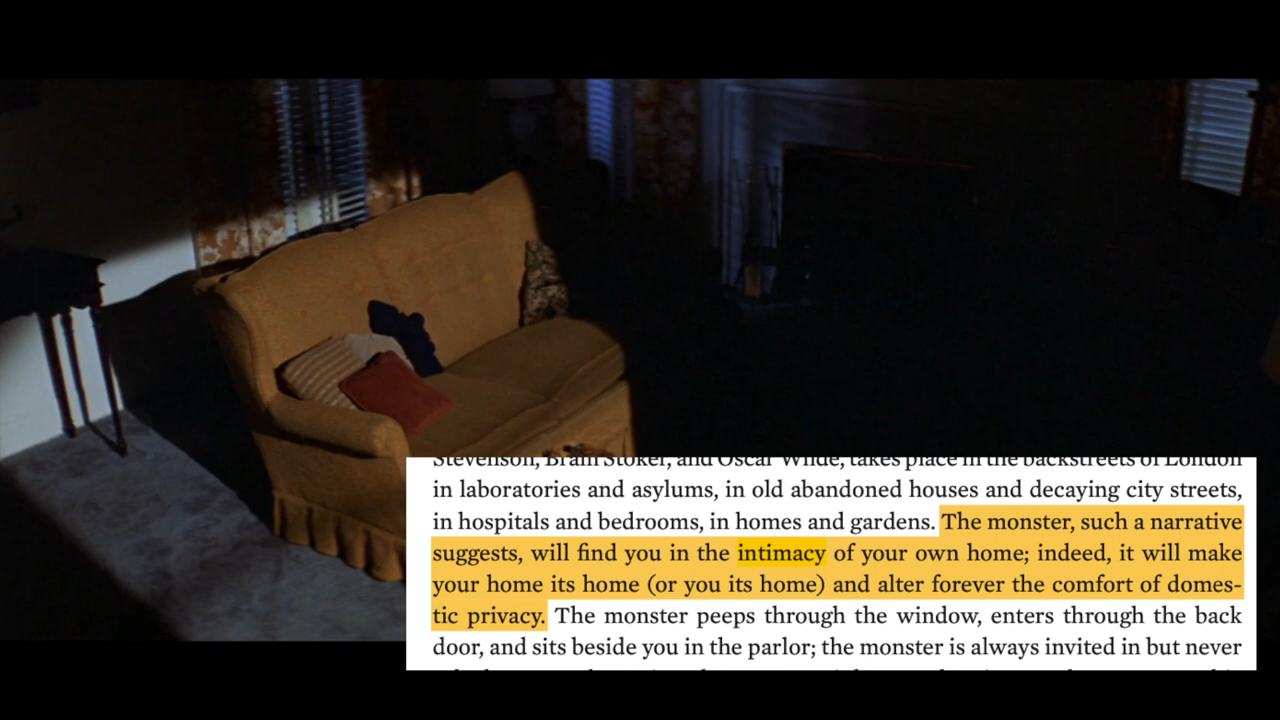 Stevenson, Bram Stoker, and Oscar Wilde, takes place in the backstreets of London
in laboratories and asylums, in old abandoned houses and decaying city streets,
in hospitals and bedrooms, in homes and gardens. The monster, such a narrative
suggests, will find you in the intimacy of your own home; indeed, it will make
your home its home (or you its home) and alter forever the comfort of domes-
tic privacy. The monster peeps through the window, enters through the back
door, and sits beside you in the parlor; the monster is always invited in but never